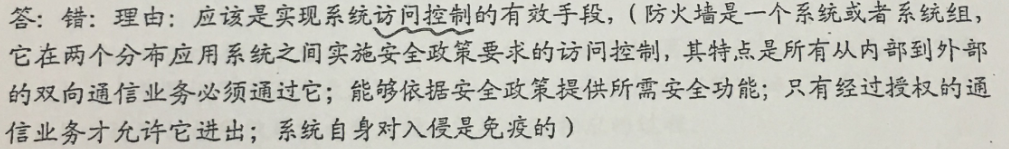 答：错：理由：应该是实现系统访问控制的有效手段，（防火墙是一个系统或者系统组，
它在两个分布应用系统之间实施安全政策要求的访问控制，其特点是所有从内部到外部
的双向通信业务必须通过它；能够依据安全政策提供所需安全功能；只有经过授权的通
信业务才允许它进出；系统自身对入侵是免疫的）